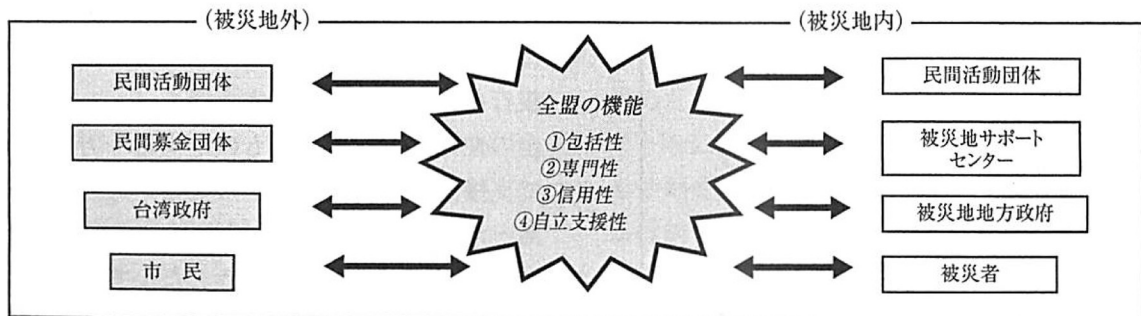 （被災地外）
（被災地内）
民間活動団体
民間募金団体
台湾政府
市 民
全盟の機能
①包括性
②専門性
③信用性
④自立支援性
民間活動団体
被災地サポート
センター
被災地地方政府
被災者